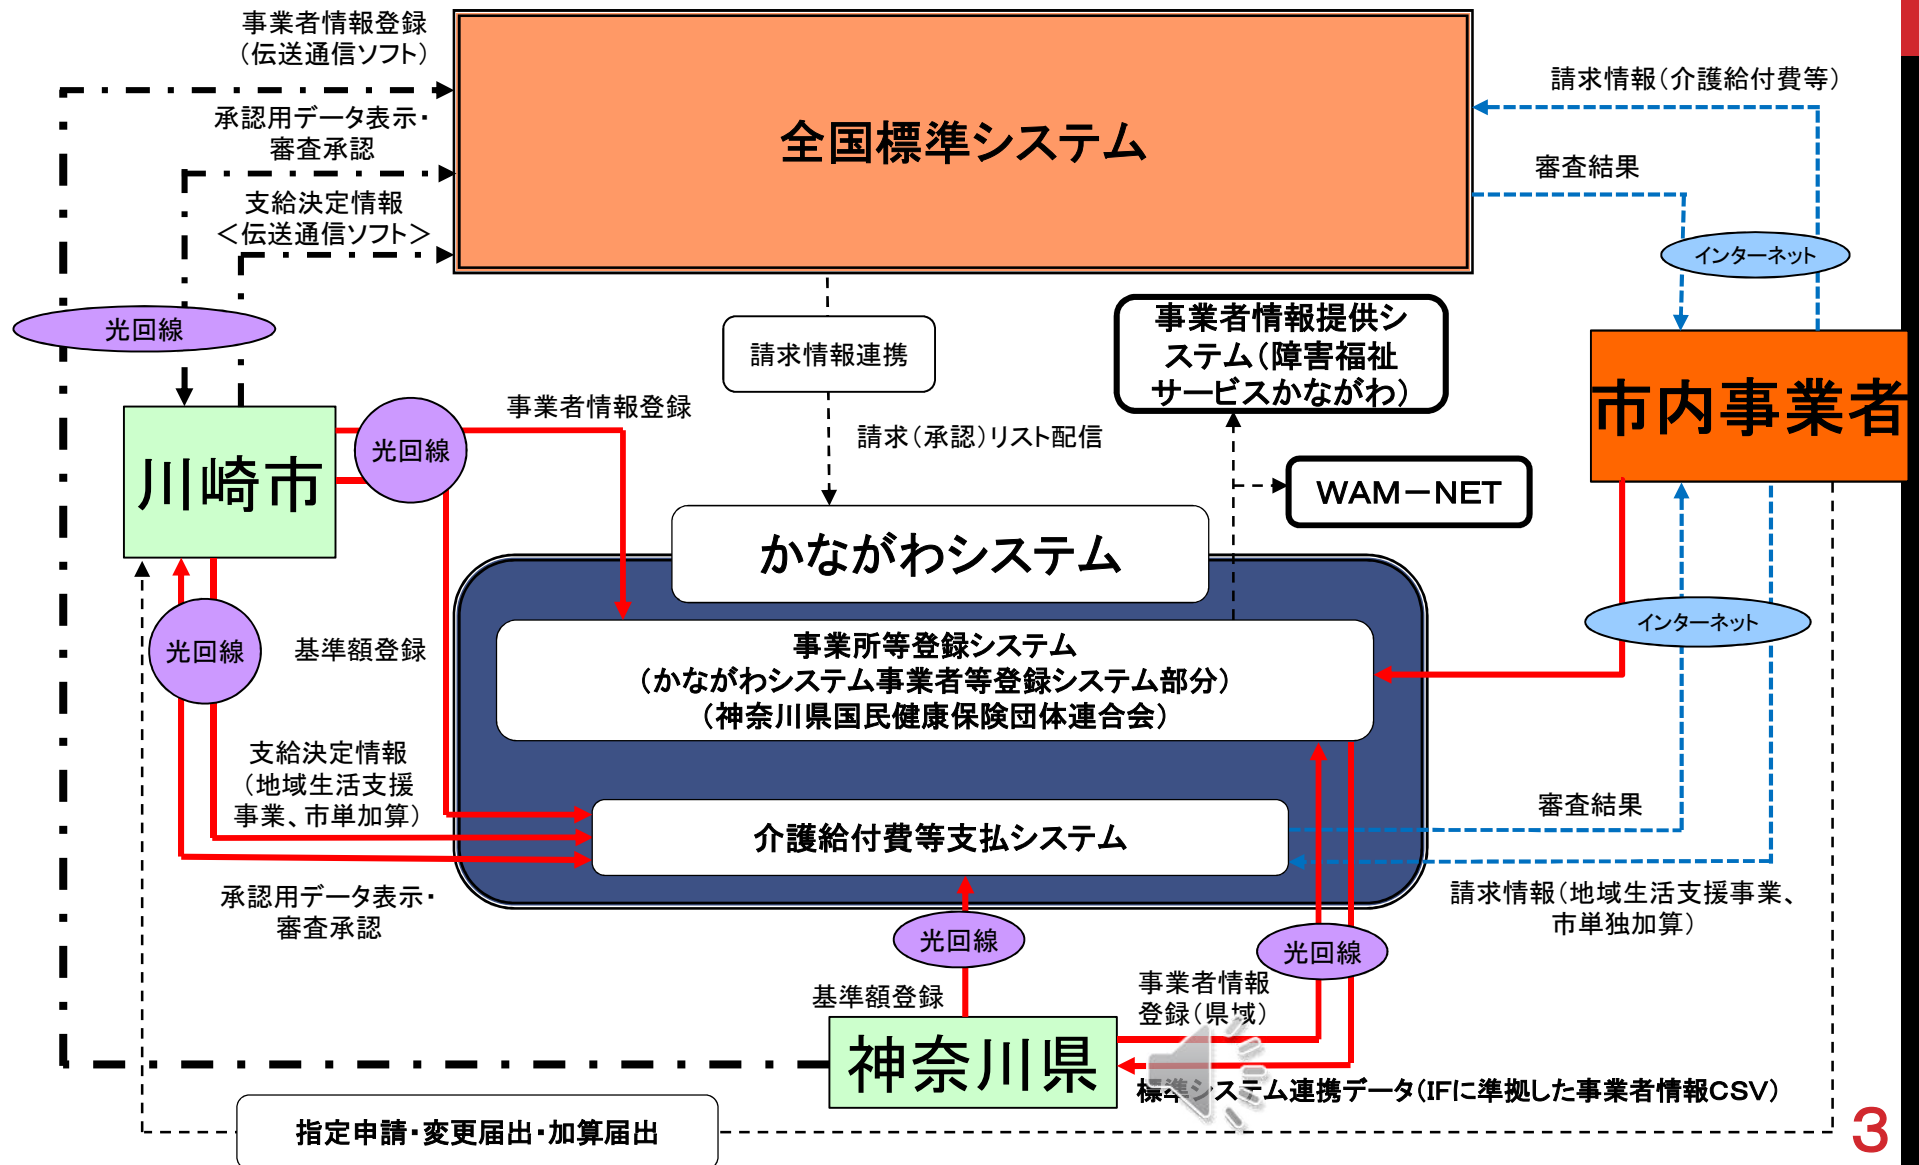 事業者情報登録
（伝送通信ソフト）
承認用データ表示・
審査承認
支給決定情報
＜伝送通信ソフト＞
全国標準システム
請求情報（介護給付費等）
審査結果
インターネット
光回線
請求情報連携
事業者情報提供シ
ステム（障害福祉
サービスかながわ）
市内事業者
事業者情報登録
光回線
請求（承認）リスト配信
川崎市
WAM－NET
かながわシステム
光回線
基準額登録
事業所等登録システム
（かながわシステム事業者等登録システム部分）
（神奈川県国民健康保険団体連合会）
インターネット
支給決定情報
（地域生活支援
事業、市単加算）
介護給付費等支払システム
審査結果
承認用データ表示・
審査承認
請求情報（地域生活支援事業、
市単独加算）
光回線
光回線
基準額登録
事業者情報
登録（県域）
神奈川県
標準システム連携データ（IFに準拠した事業者情報CSV）
指定申請・変更届出・加算届出
3